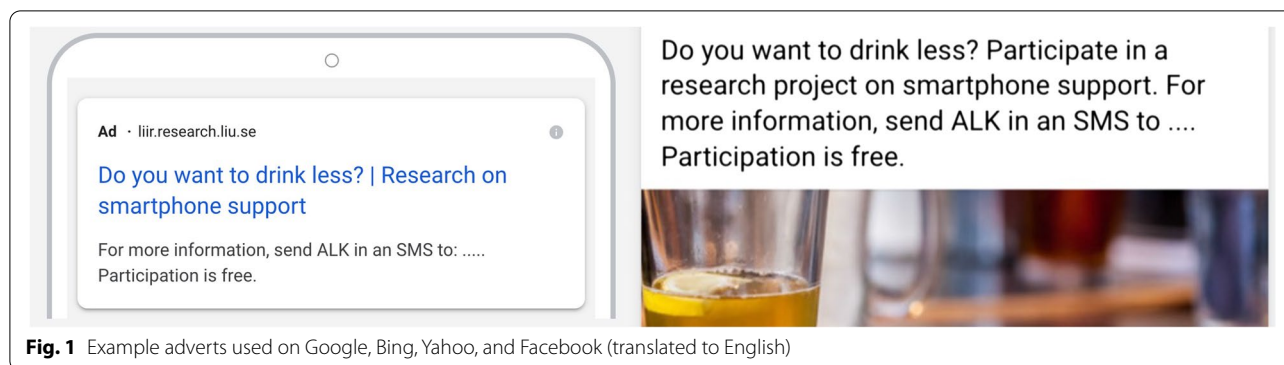 Ad · liir.research.liu.se
Do you want to drink less? | Research on
smartphone support
For more information, send ALK in an SMS to: .....
Participation is free.
Do you want to drink less? Participate in a
research project on smartphone support. For
more information, send ALK in an SMS to ....
Participation is free.
Fig. 1 Example adverts used on Google, Bing, Yahoo, and Facebook (translated to English)